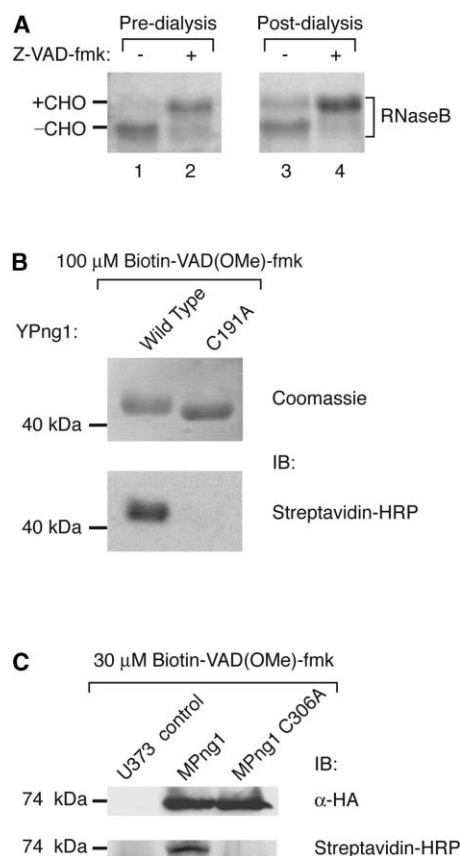 A
Pre-dialysis Post-dialysis
Z-VAD-fmk: - + - +
+CHO
–CHO
RNaseB
1 2 3 4
B
100 μM Biotin-VAD(OMe)-fmk
YPng1: Wild Type C191A
Coomassie
40 kDa
IB:
Streptavidin-HRP
40 kDa
C
30 μM Biotin-VAD(OMe)-fmk
U373 control MPng1 MPng1 C306A
IB:
74 kDa α-HA
74 kDa Streptavidin-HRP